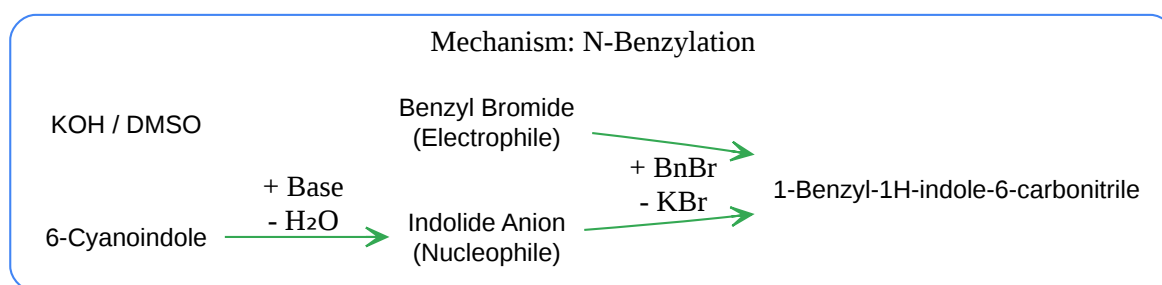 Mechanism: N-Benzylation
KOH / DMSO
Benzyl Bromide
(Electrophile)
+ Base
- H₂O
+ BnBr
- KBr
1-Benzyl-1H-indole-6-carbonitrile
6-Cyanoindole
Indolide Anion
(Nucleophile)